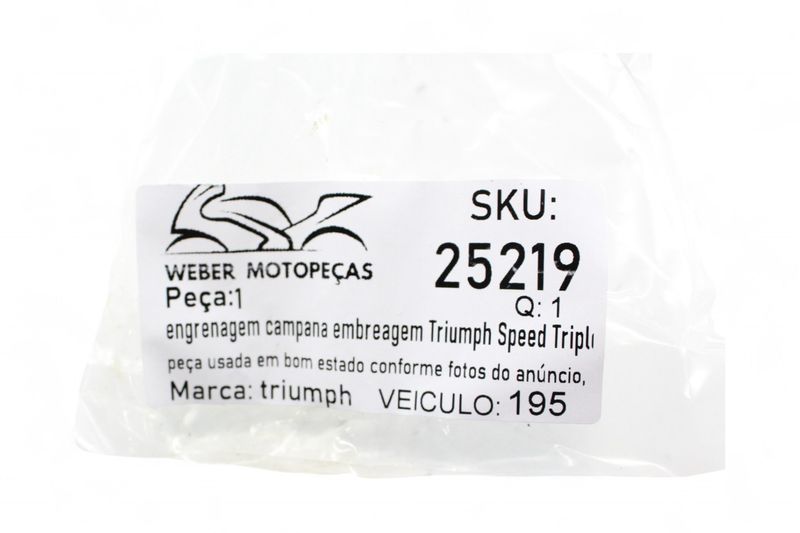 WEBER MOTOPEÇAS
SKU:
25219
Peça:1
Q: 1
engrenagem campana embreagem Triumph Speed Triple
peça usada em bom estado conforme fotos do anúncio,
Marca: triumph
VEICULO: 195